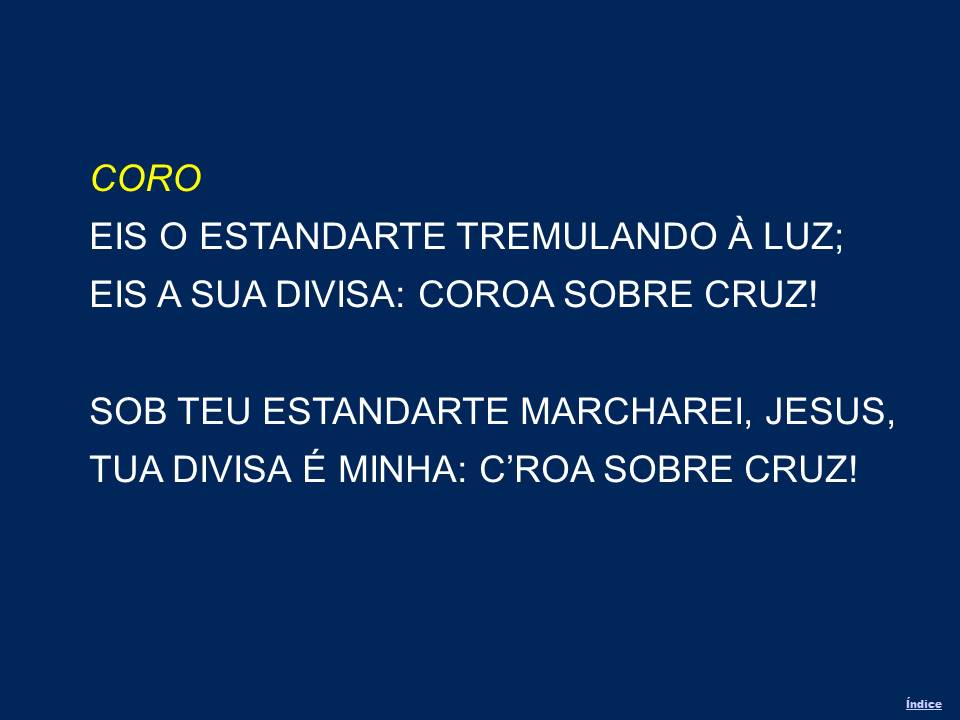 CORO
EIS O ESTANDARTE TREMULANDO À LUZ;
EIS A SUA DIVISA: COROA SOBRE CRUZ!
SOB TEU ESTANDARTE MARCHAREI, JESUS,
TUA DIVISA É MINHA: C’ROA SOBRE CRUZ!
Índice